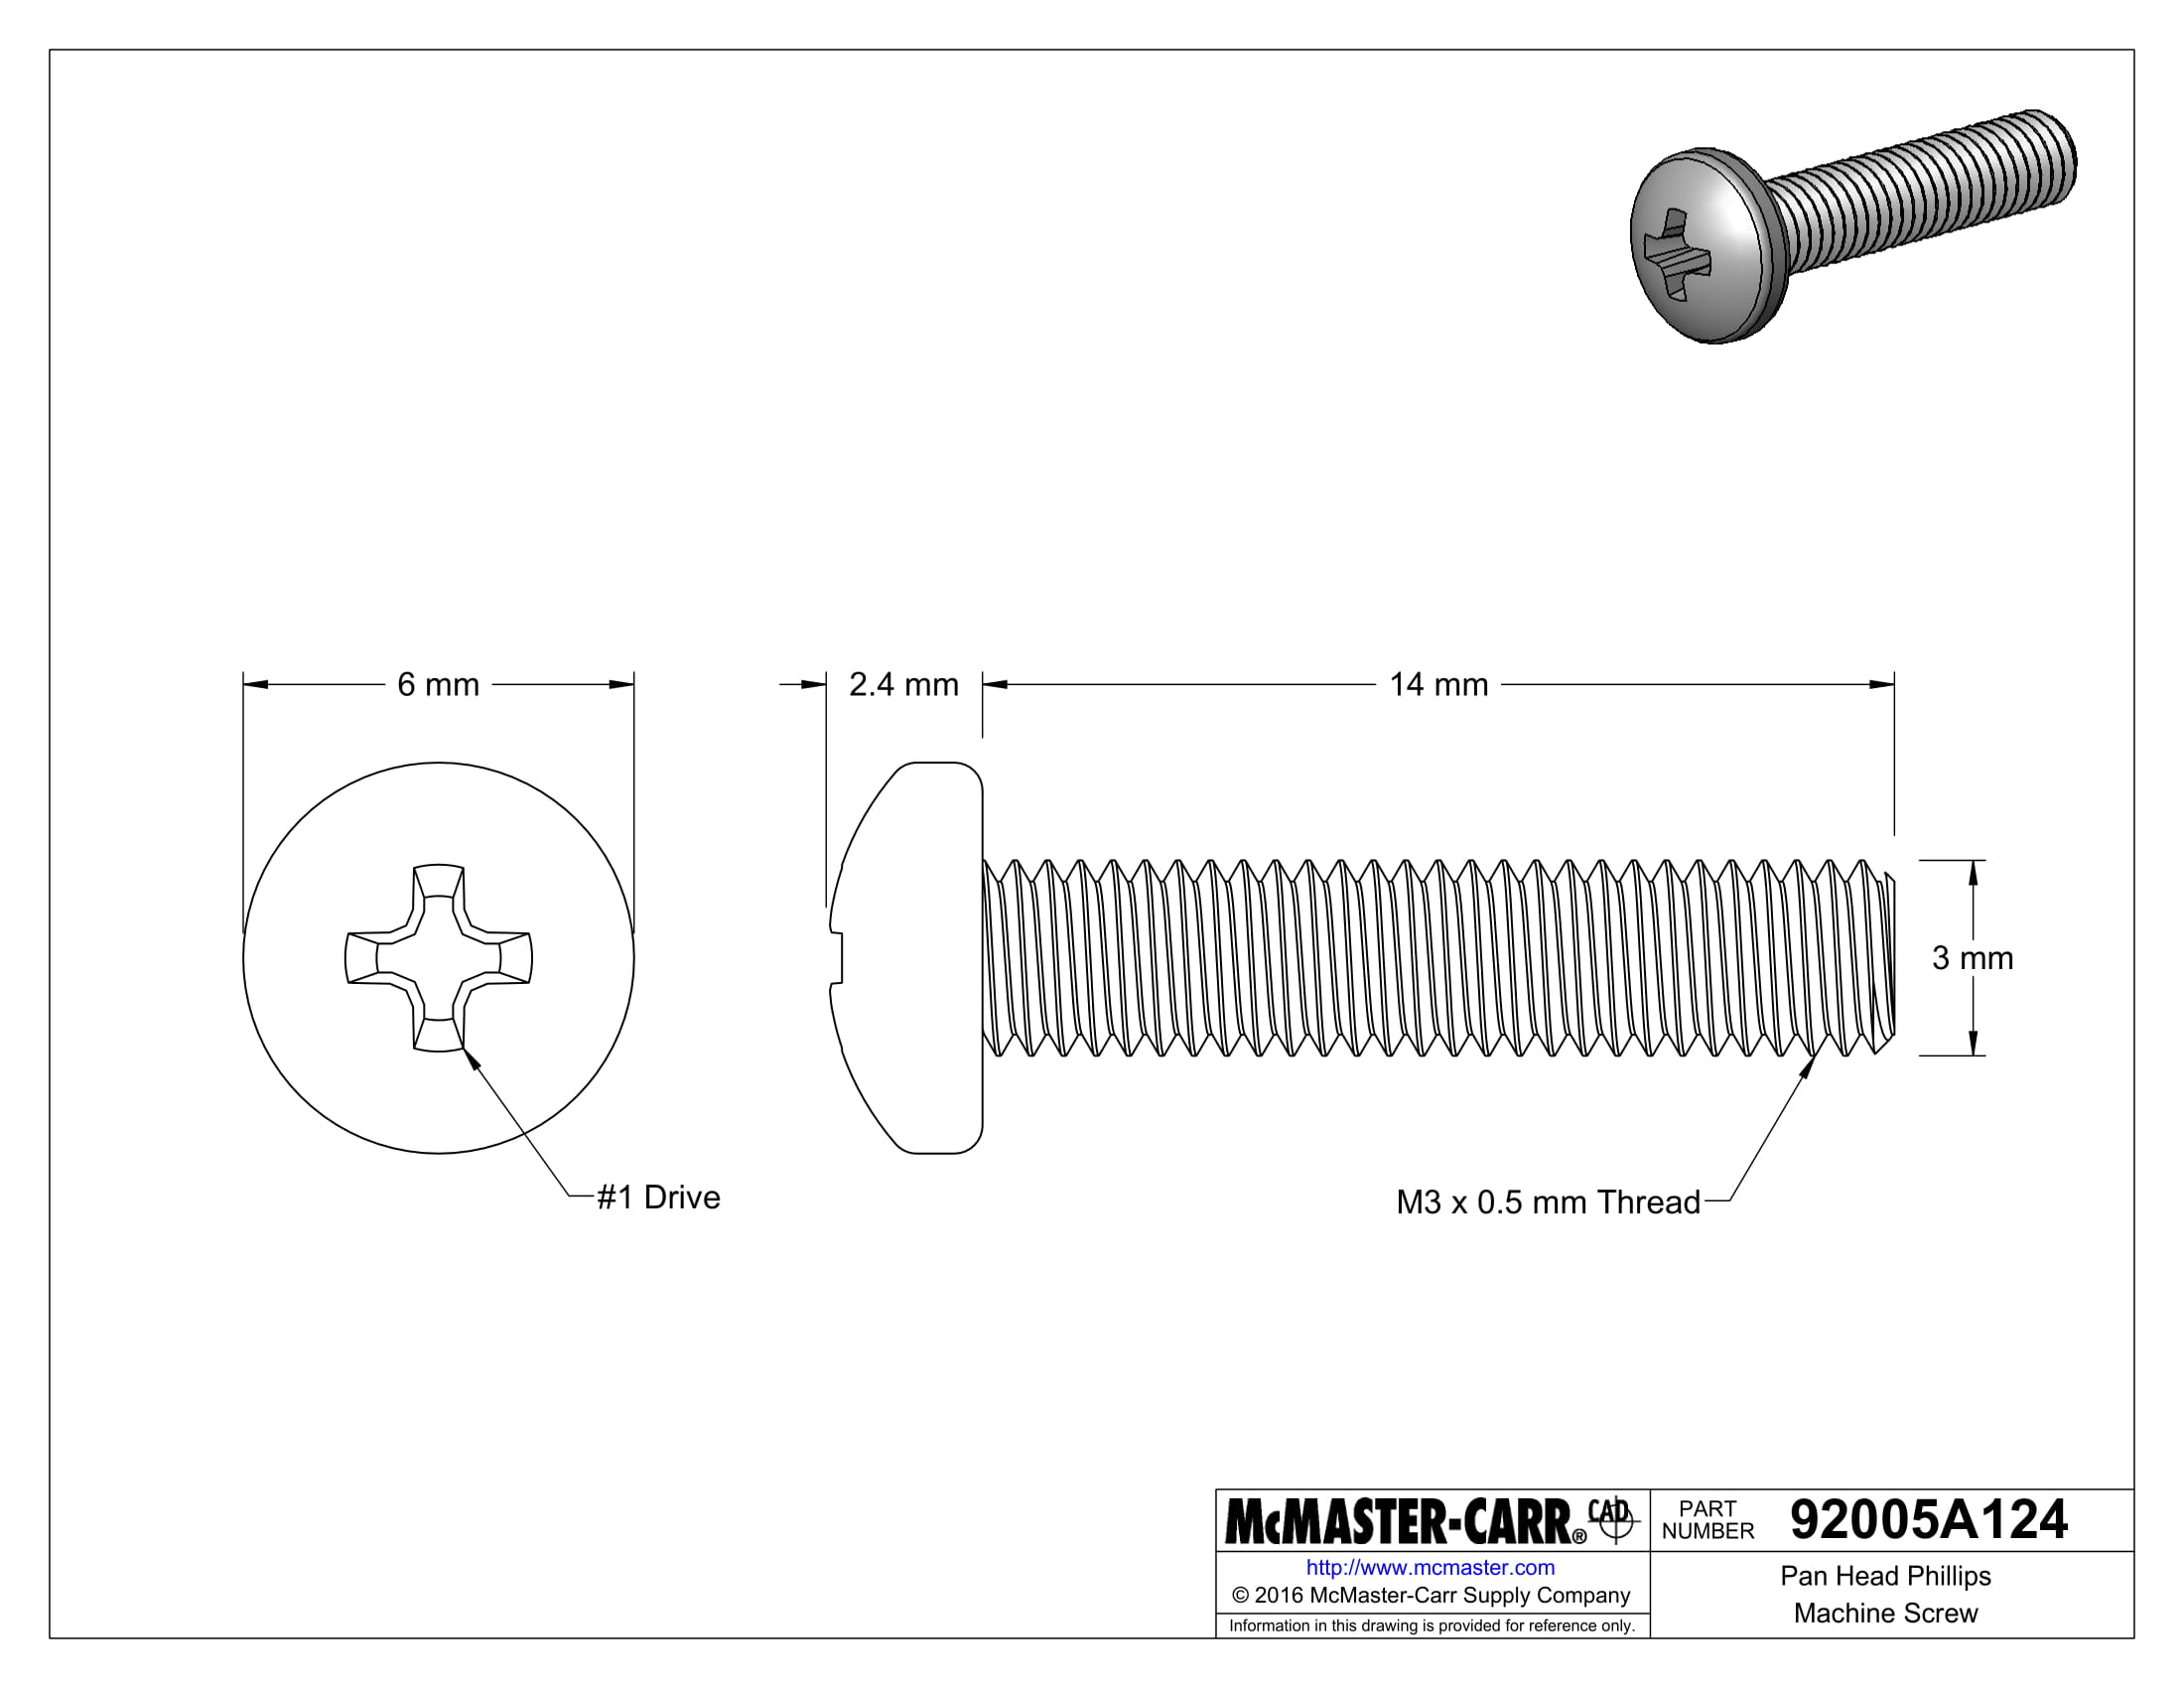 6 mm
2.4 mm
14 mm
3 mm
#1 Drive
M3 x 0.5 mm Thread
McMASTER-CARR® CAD
http://www.mcmaster.com
© 2016 McMaster-Carr Supply Company
Information in this drawing is provided for reference only.
PART
NUMBER
92005A124
Pan Head Phillips
Machine Screw